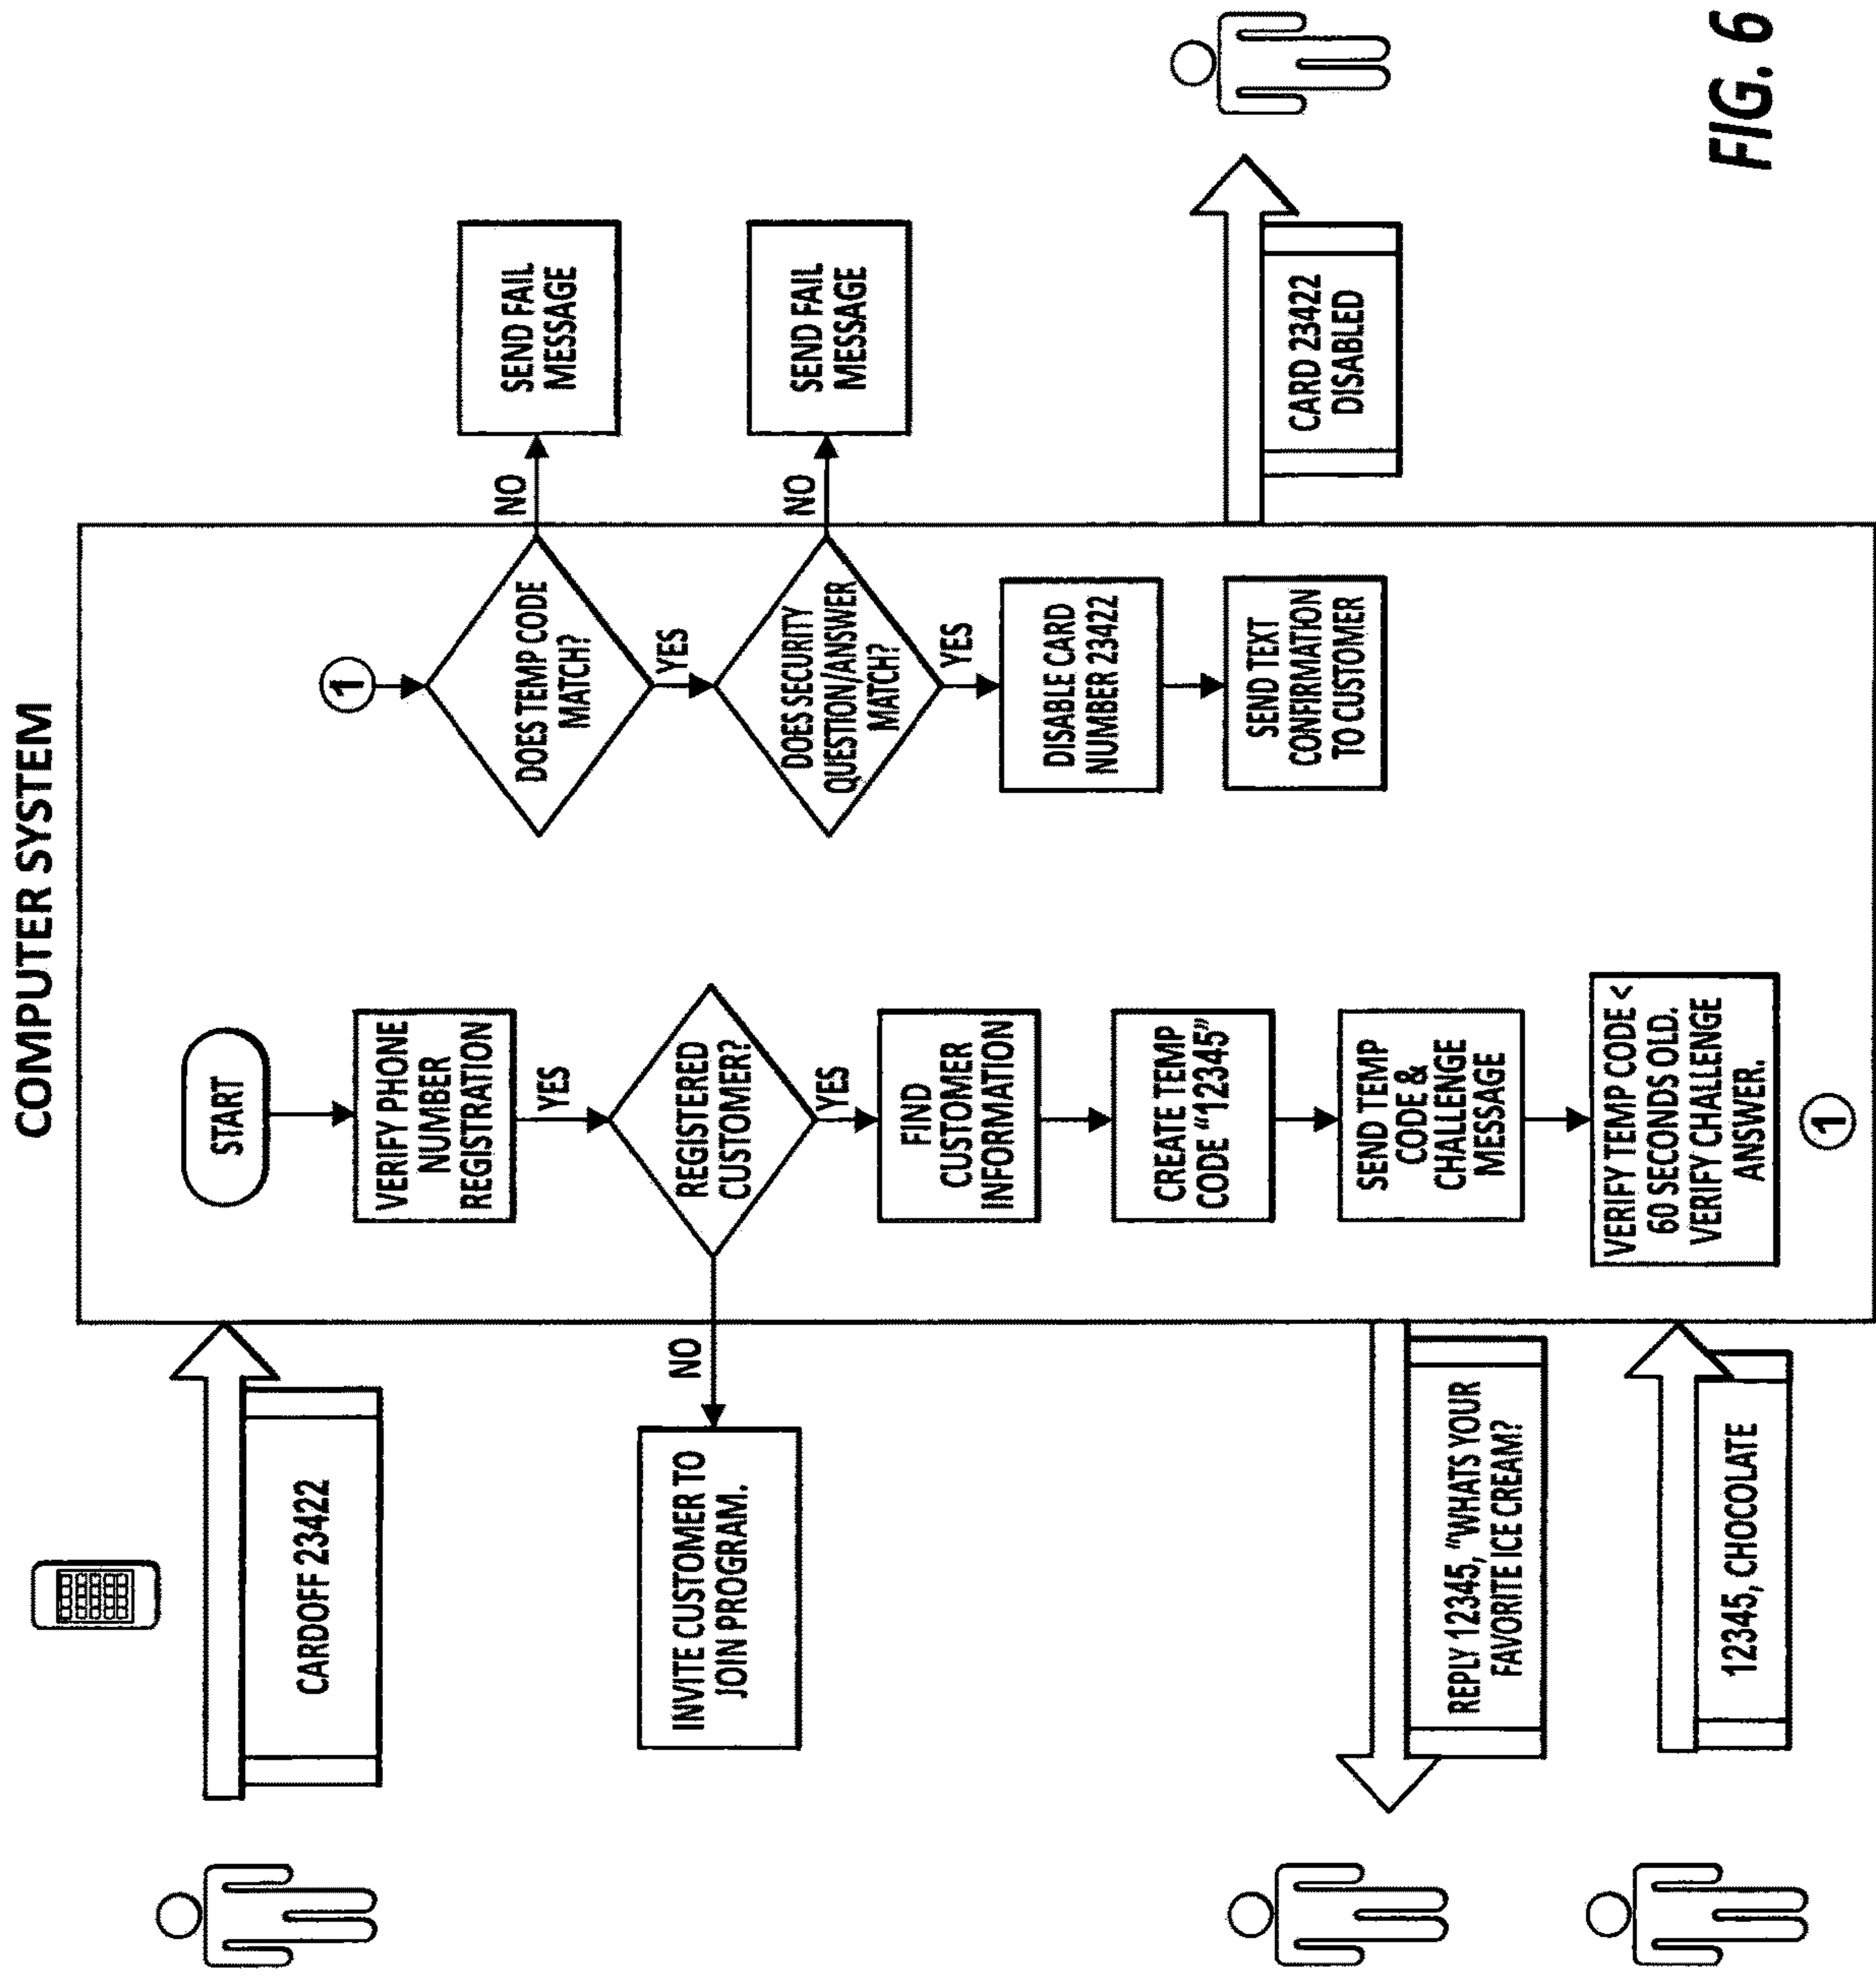 COMPUTER SYSTEM
CARDOFF 23422
START
VERIFY PHONE
NUMBER
REGISTRATION
YES
REGISTERED
CUSTOMER?
NO
INVITE CUSTOMER TO
JOIN PROGRAM.
YES
FIND
CUSTOMER
INFORMATION
CREATE TEMP
CODE “12345”
SEND TEMP
CODE &
CHALLENGE
MESSAGE
REPLY 12345, “WHATS YOUR
FAVORITE ICE CREAM?
12345, CHOCOLATE
VERIFY TEMP CODE <
60 SECONDS OLD.
VERIFY CHALLENGE
ANSWER.
1
1
DOES TEMP CODE
MATCH?
NO
SEND FAIL
MESSAGE
YES
DOES SECURITY
QUESTION/ANSWER
MATCH?
NO
SEND FAIL
MESSAGE
YES
DISABLE CARD
NUMBER 23422
SEND TEXT
CONFIRMATION
TO CUSTOMER
CARD 23422
DISABLED
FIG. 6